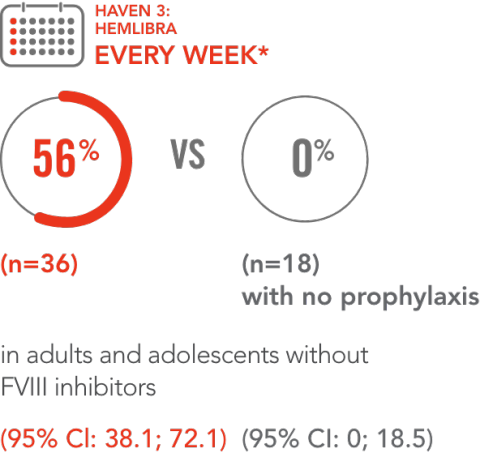 HAVEN 3:
HEMLIBRA
EVERY WEEK*
56% VS 0%
(n=36) (n=18)
with no prophylaxis
in adults and adolescents without
FVIII inhibitors
(95% Cl: 38.1; 72.1) (95% CI: 0; 18.5)